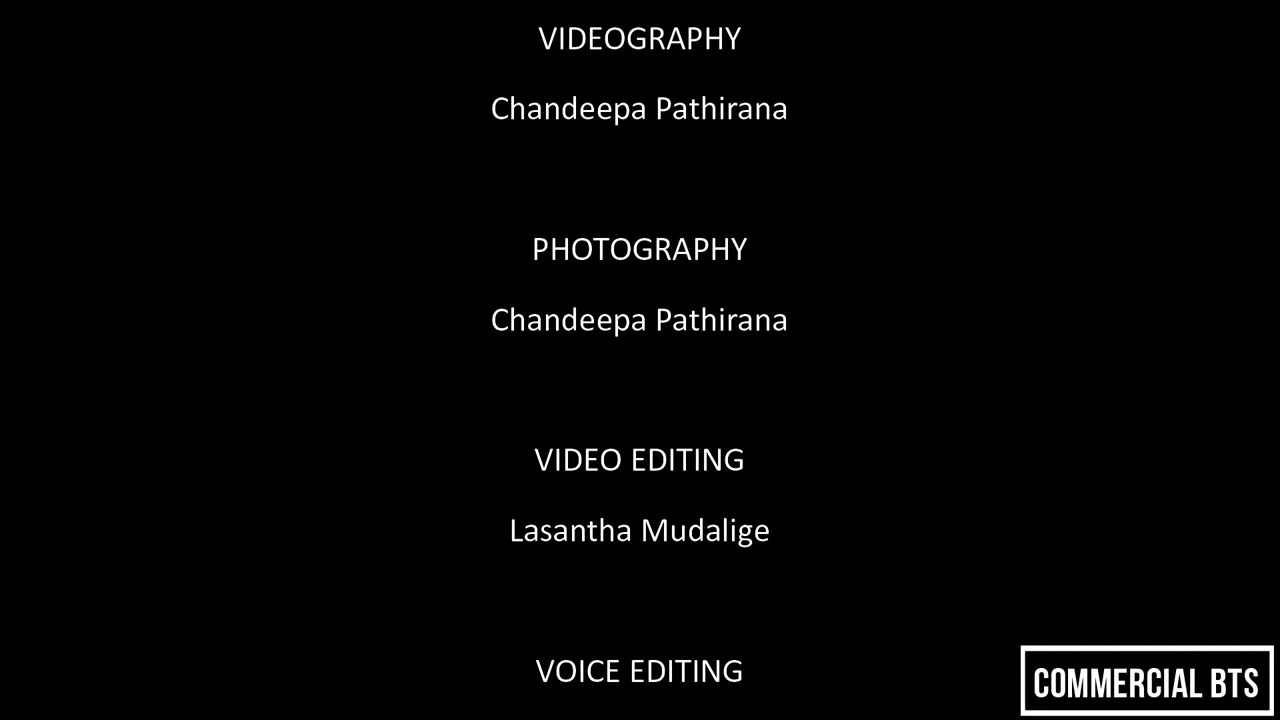 VIDEOGRAPHY
Chandeepa Pathirana
PHOTOGRAPHY
Chandeepa Pathirana
VIDEO EDITING
Lasantha Mudalige
VOICE EDITING
COMMERCIAL BTS